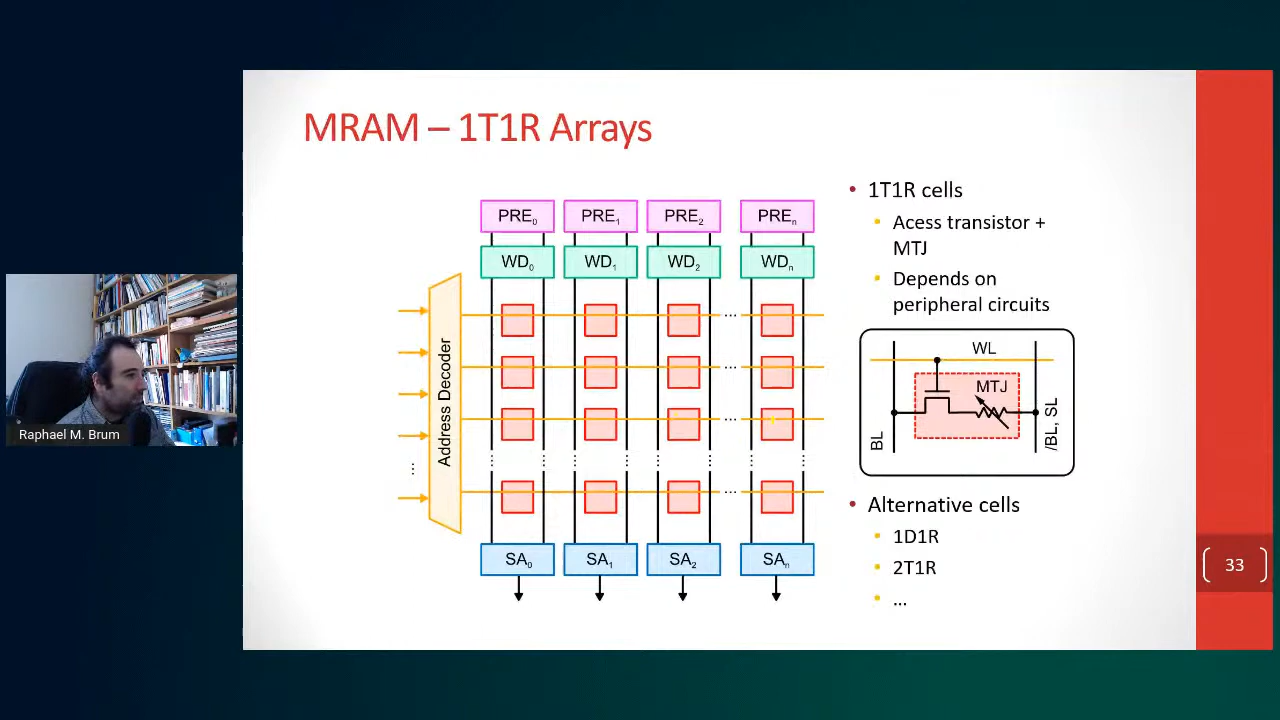 MRAM – 1T1R Arrays
PRE0 PRE1 PRE2 PREn
WD0 WD1 WD2 WDn
Address Decoder
...
...
...
...
...
SA0 SA1 SA2 SAn
• 1T1R cells
▪ Acess transistor +
MTJ
▪ Depends on
peripheral circuits
WL
MTJ
BL
/BL, SL
• Alternative cells
▪ 1D1R
▪ 2T1R
▪ ...
33
Raphael M. Brum